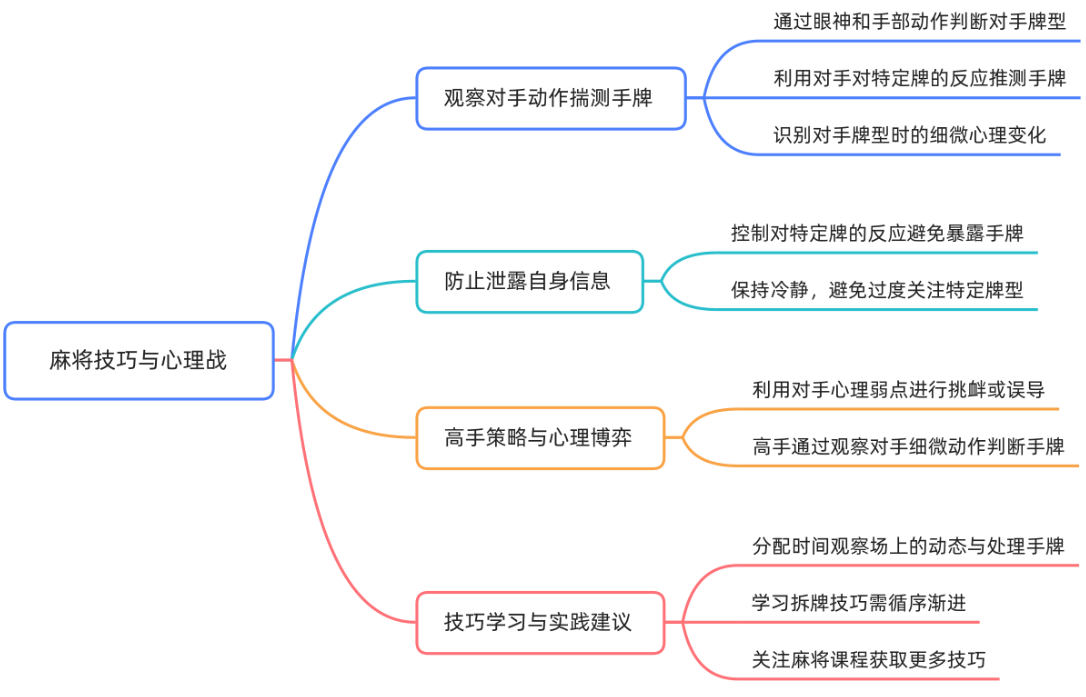 麻将技巧与心理战
观察对手动作揣测手牌
通过眼神和手部动作判断对手牌型
利用对手对特定牌的反应推测手牌
识别对手牌型时的细微心理变化
防止泄露自身信息
控制对特定牌的反应避免暴露手牌
保持冷静，避免过度关注特定牌型
高手策略与心理博弈
利用对手心理弱点进行挑衅或误导
高手通过观察对手细微动作判断手牌
技巧学习与实践建议
分配时间观察场上的动态与处理手牌
学习拆牌技巧需循序渐进
关注麻将课程获取更多技巧